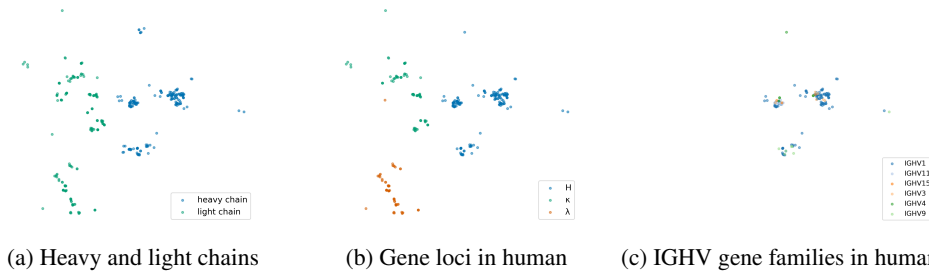 heavy chain
light chain
(a) Heavy and light chains
H
κ
λ
(b) Gene loci in human
IGHV1
IGHV11
IGHV15
IGHV3
IGHV4
IGHV9
(c) IGHV gene families in human